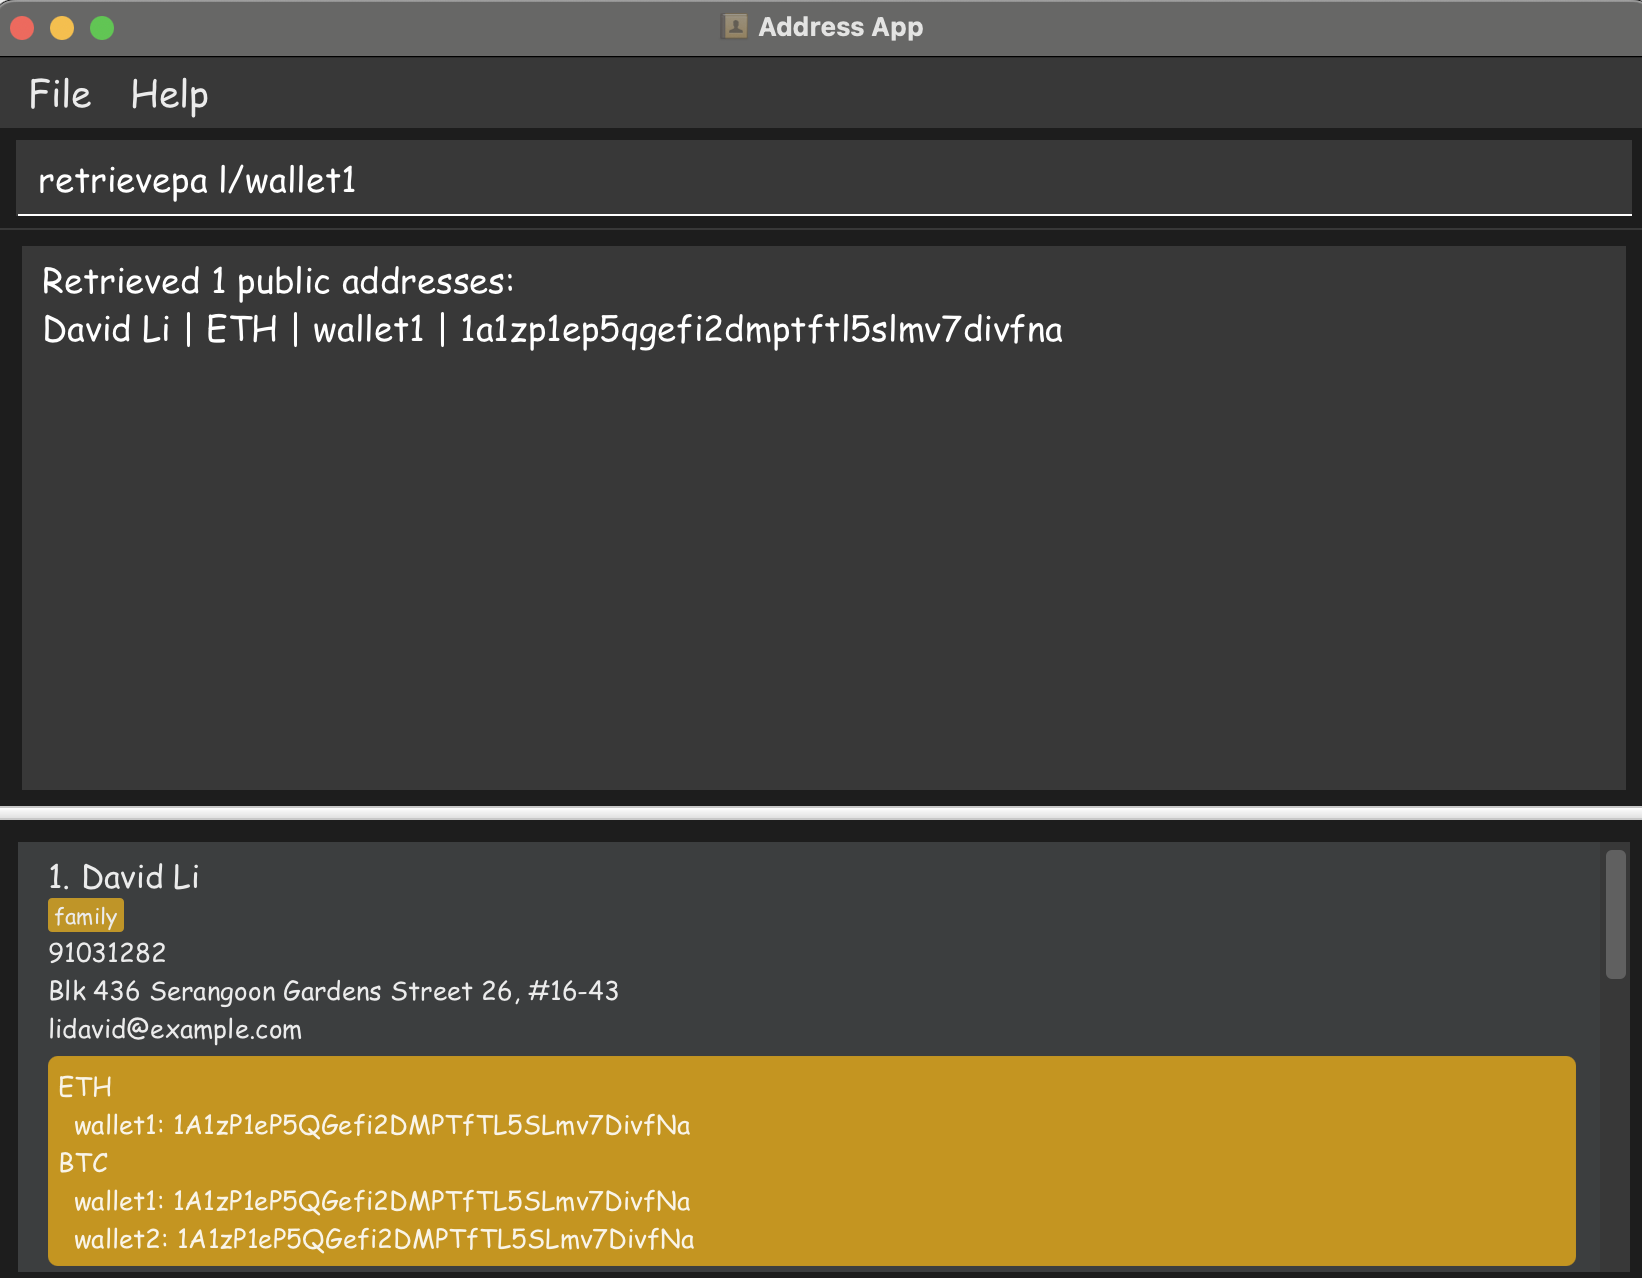 Address App
File Help
retrievepa l/wallet1
Retrieved 1 public addresses:
David Li | ETH | wallet1 | 1a1zp1ep5qgefi2dmptftl5slmv7divfna
1. David Li
family
91031282
Blk 436 Serangoon Gardens Street 26, #16-43
lidavid@example.com
ETH
wallet1: 1A1zP1eP5QGefi2DMPTfTL5SLmv7DivfNa
BTC
wallet1: 1A1zP1eP5QGefi2DMPTfTL5SLmv7DivfNa
wallet2: 1A1zP1eP5QGefi2DMPTfTL5SLmv7DivfNa